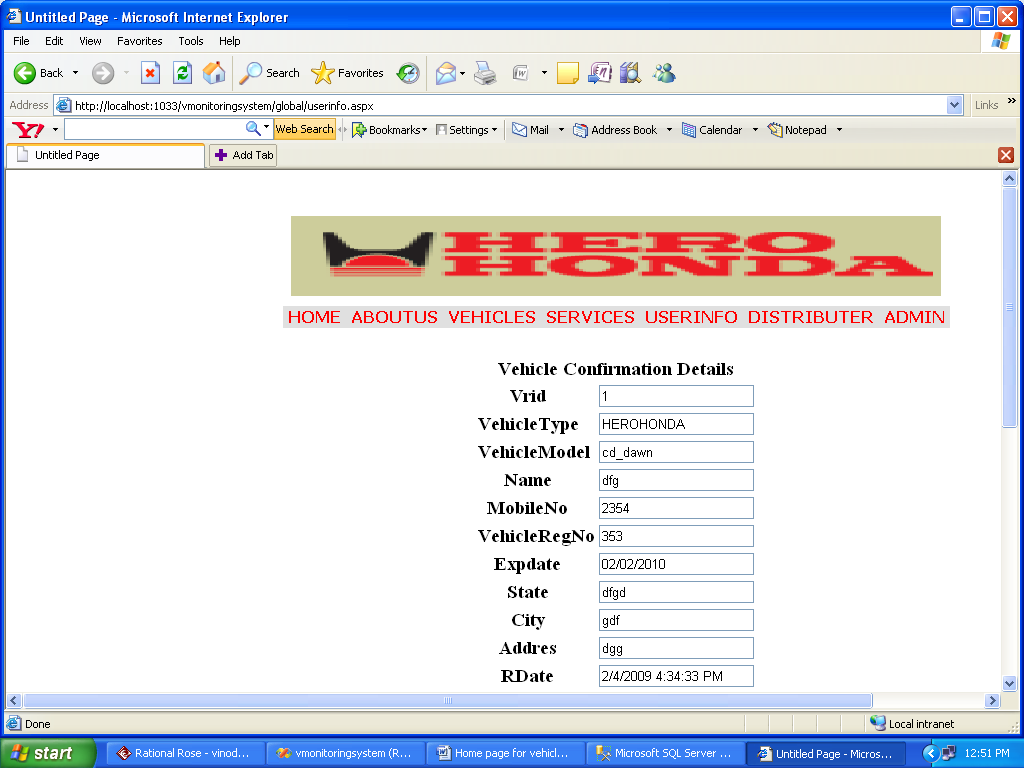 Untitled Page - Microsoft Internet Explorer
File Edit View Favorites Tools Help
Back Search Favorites
Address http://localhost:1033/vmonitoringsystem/global/userinfo.aspx Links »
Y! Web Search Bookmarks Settings Mail Address Book Calendar Notepad
Untitled Page Add Tab
HERO
HONDA
HOME ABOUTUS VEHICLES SERVICES USERINFO DISTRIBUTER ADMIN
Vehicle Confirmation Details
Vrid 1
VehicleType HEROHONDA
VehicleModel cd_dawn
Name dfg
MobileNo 2354
VehicleRegNo 353
Expdate 02/02/2010
State dfgd
City gdf
Addres dgg
RDate 2/4/2009 4:34:33 PM
Done Local intranet
start Rational Rose - vinod... vmonitoringsystem (R... Home page for vehicl... Microsoft SQL Server ... Untitled Page - Micros... 12:51 PM